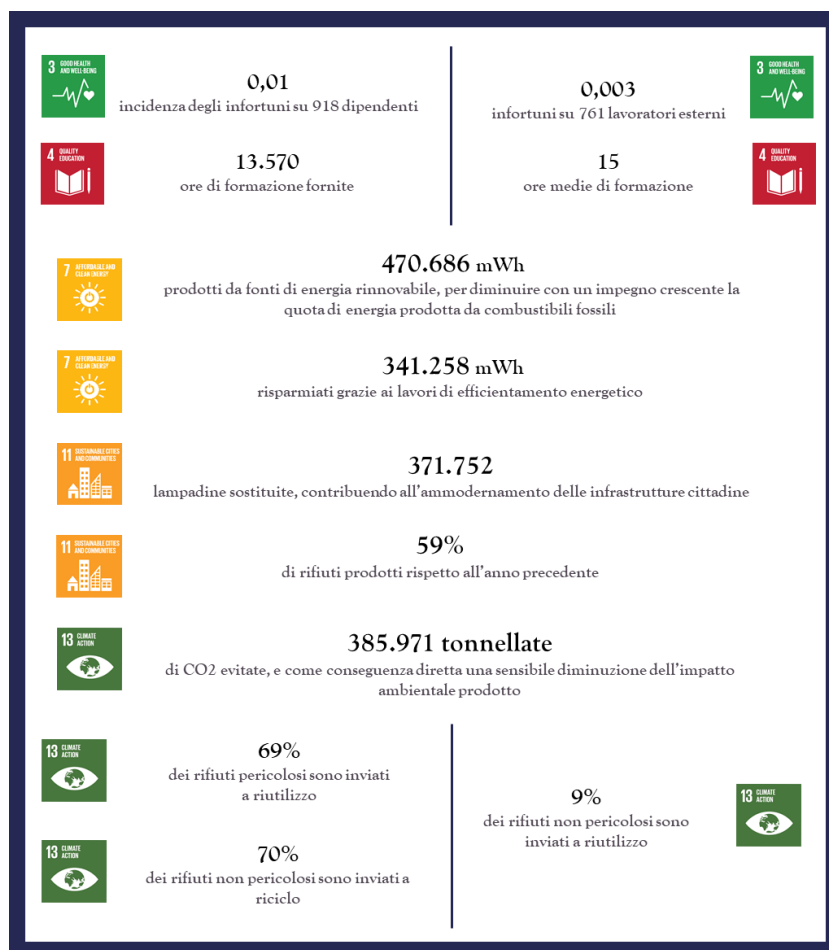 3 GOOD HEALTH
AND WELL-BEING
0,01
incidenza degli infortuni su 918 dipendenti
0,003
infortuni su 761 lavoratori esterni
3 GOOD HEALTH
AND WELL-BEING
4 QUALITY
EDUCATION
13.570
ore di formazione fornite
15
ore medie di formazione
4 QUALITY
EDUCATION
7 AFFORDABLE AND
CLEAN ENERGY
470.686 mWh
prodotti da fonti di energia rinnovabile, per diminuire con un impegno crescente la
quota di energia prodotta da combustibili fossili
7 AFFORDABLE AND
CLEAN ENERGY
341.258 mWh
risparmiati grazie ai lavori di efficientamento energetico
11 SUSTAINABLE CITIES
AND COMMUNITIES
371.752
lampadine sostituite, contribuendo all'ammodernamento delle infrastrutture cittadine
11 SUSTAINABLE CITIES
AND COMMUNITIES
59%
di rifiuti prodotti rispetto all'anno precedente
13 CLIMATE
ACTION
385.971 tonnellate
di CO2 evitate, e come conseguenza diretta una sensibile diminuzione dell'impatto
ambientale prodotto
13 CLIMATE
ACTION
69%
dei rifiuti pericolosi sono inviati
a riutilizzo
13 CLIMATE
ACTION
70%
dei rifiuti non pericolosi sono inviati a
riciclo
9%
dei rifiuti non pericolosi sono
inviati a riutilizzo
13 CLIMATE
ACTION